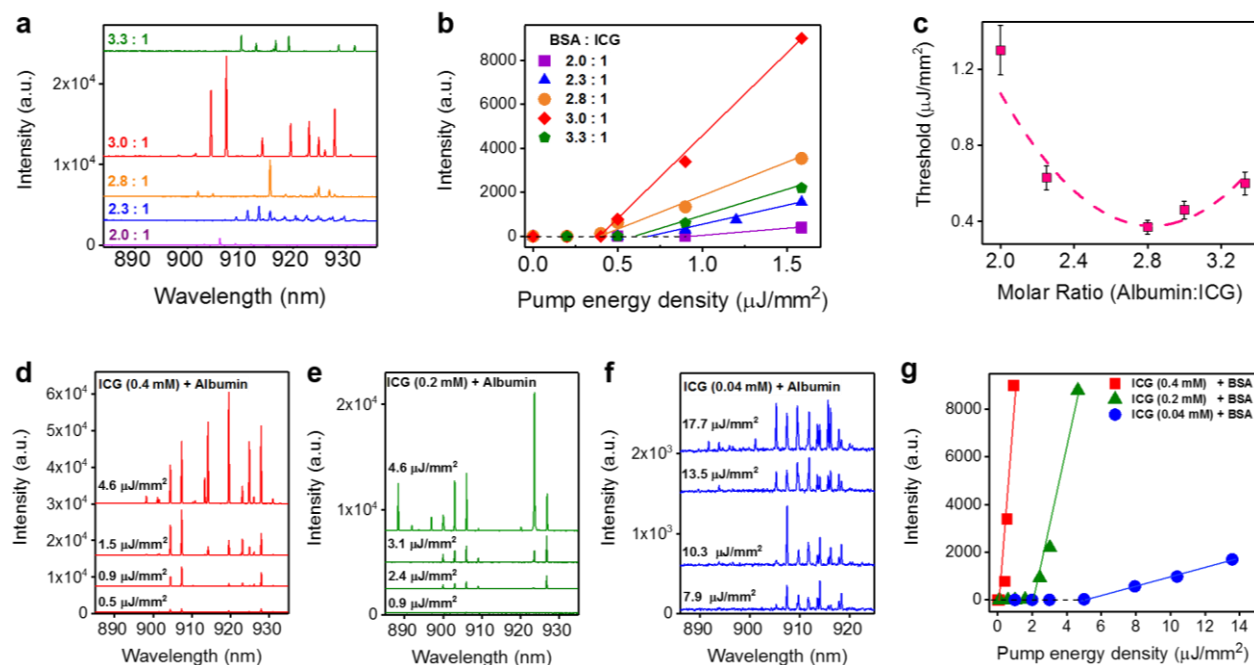 a
3.3 : 1
3.0 : 1
2.8 : 1
2.3 : 1
2.0 : 1
2x10⁴
1x10⁴
0
890 900 910 920 930
Intensity (a.u.)
Wavelength (nm)
b
BSA : ICG
2.0 : 1
2.3 : 1
2.8 : 1
3.0 : 1
3.3 : 1
8000
6000
4000
2000
0
0.0 0.5 1.0 1.5
Intensity (a.u.)
Pump energy density (μJ/mm²)
c
1.2
0.8
0.4
2.0 2.4 2.8 3.2
Threshold (μJ/mm²)
Molar Ratio (Albumin:ICG)
d
ICG (0.4 mM) + Albumin
6x10⁴
5x10⁴
4x10⁴
3x10⁴
2x10⁴
1x10⁴
0
4.6 μJ/mm²
1.5 μJ/mm²
0.9 μJ/mm²
0.5 μJ/mm²
890 900 910 920 930
Intensity (a.u.)
Wavelength (nm)
e
ICG (0.2 mM) + Albumin
2x10⁴
1x10⁴
0
4.6 μJ/mm²
3.1 μJ/mm²
2.4 μJ/mm²
0.9 μJ/mm²
890 900 910 920 930
Intensity (a.u.)
Wavelength (nm)
f
ICG (0.04 mM) + Albumin
17.7 μJ/mm²
13.5 μJ/mm²
10.3 μJ/mm²
7.9 μJ/mm²
2x10³
1x10³
0
890 900 910 920
Intensity (a.u.)
Wavelength (nm)
g
ICG (0.4 mM) + BSA
ICG (0.2 mM) + BSA
ICG (0.04 mM) + BSA
8000
6000
4000
2000
0
0 2 4 6 8 10 12 14
Intensity (a.u.)
Pump energy density (μJ/mm²)